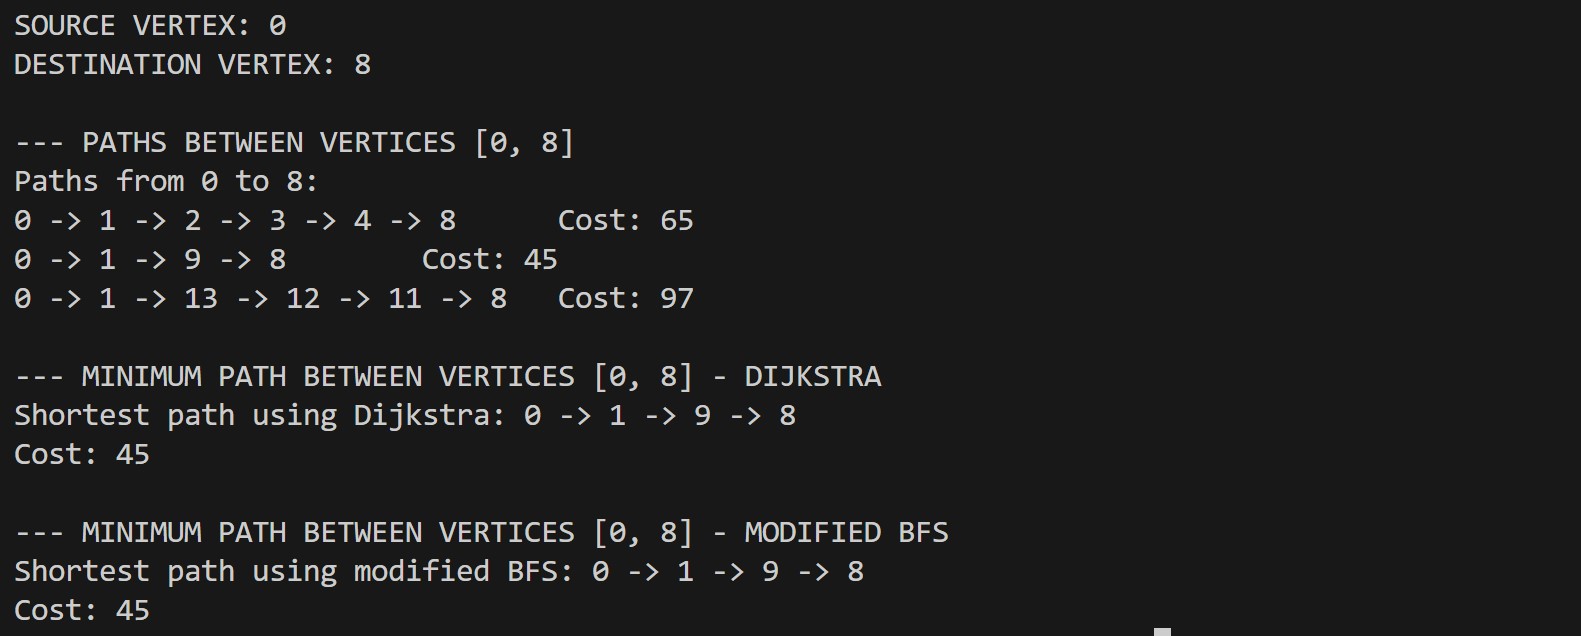 SOURCE VERTEX: 0
DESTINATION VERTEX: 8
--- PATHS BETWEEN VERTICES [0, 8]
Paths from 0 to 8:
0 -> 1 -> 2 -> 3 -> 4 -> 8      Cost: 65
0 -> 1 -> 9 -> 8        Cost: 45
0 -> 1 -> 13 -> 12 -> 11 -> 8   Cost: 97
--- MINIMUM PATH BETWEEN VERTICES [0, 8] - DIJKSTRA
Shortest path using Dijkstra: 0 -> 1 -> 9 -> 8
Cost: 45
--- MINIMUM PATH BETWEEN VERTICES [0, 8] - MODIFIED BFS
Shortest path using modified BFS: 0 -> 1 -> 9 -> 8
Cost: 45